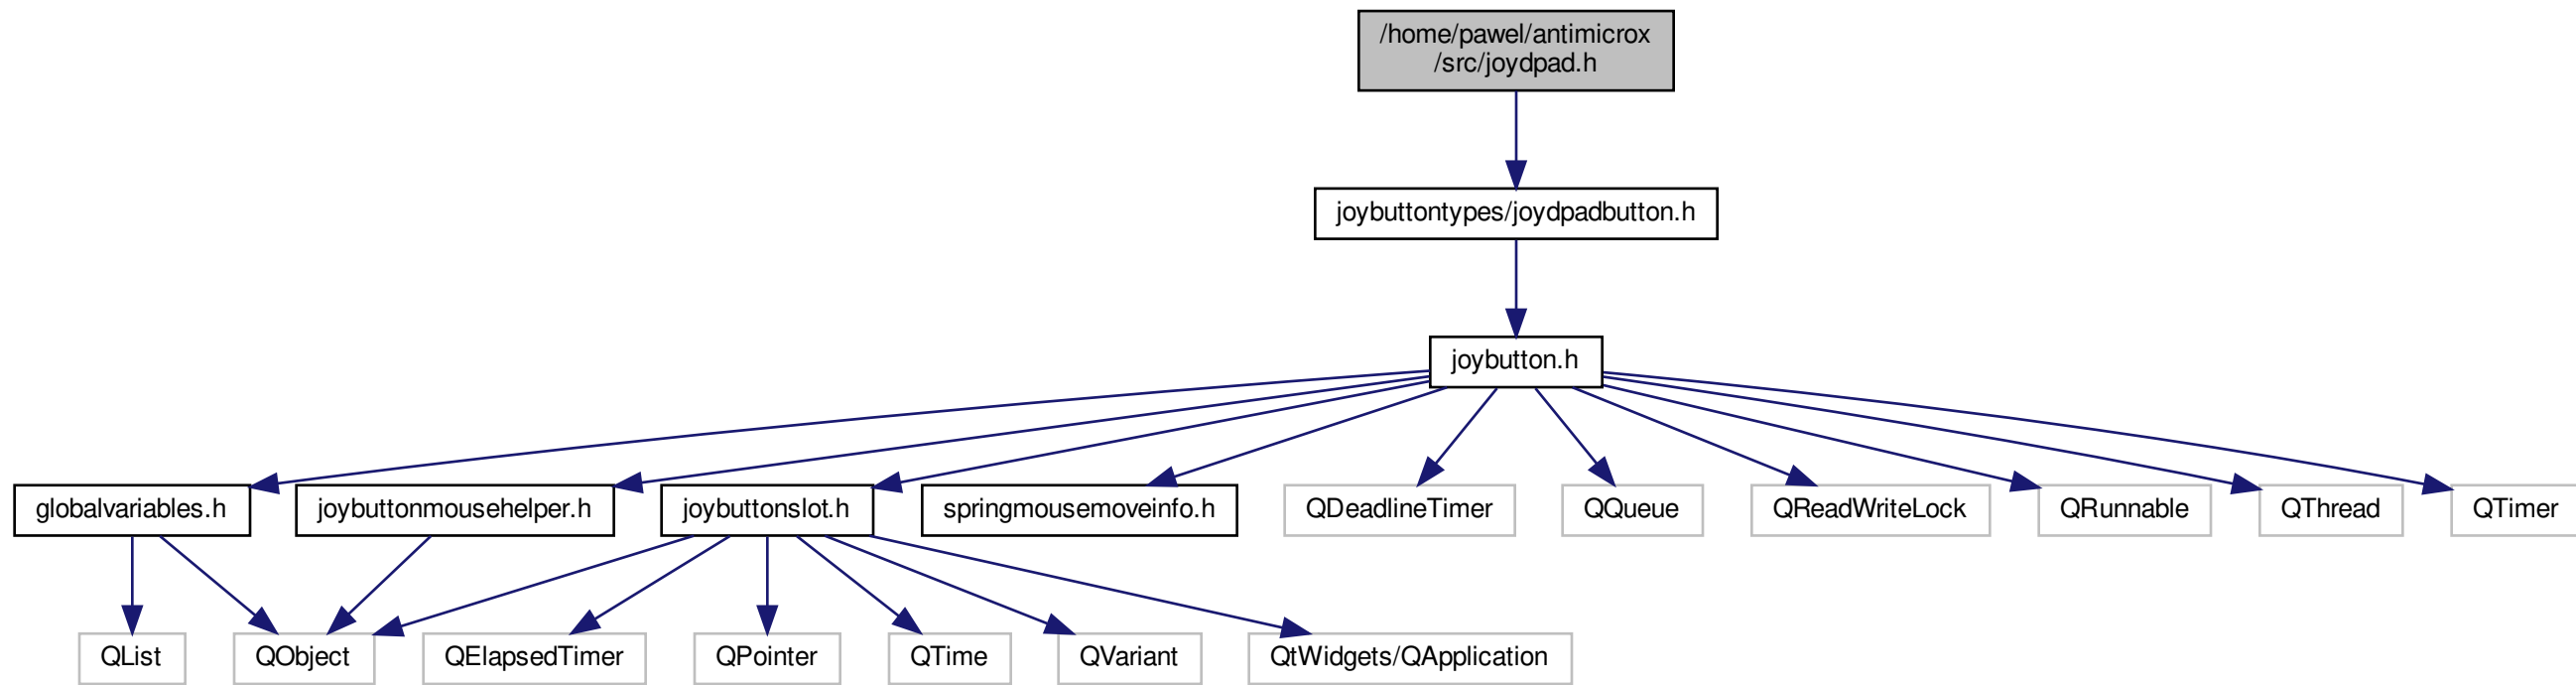 /home/pawel/antimicrox
/src/joydpad.h
joybuttontypes/joydpadbutton.h
joybutton.h
globalvariables.h
joybuttonmousehelper.h
joybuttonslot.h
springmousemoveinfo.h
QDeadlineTimer
QQueue
QReadWriteLock
QRunnable
QThread
QTimer
QList
QObject
QElapsedTimer
QPointer
QTime
QVariant
QtWidgets/QApplication